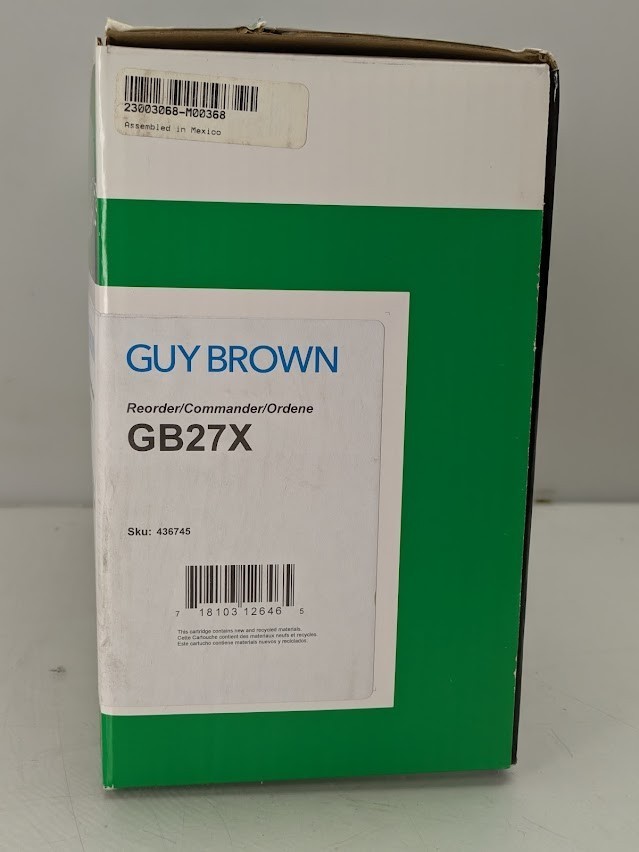 23003068-M00368
Assembled in Mexico
GUY BROWN
Reorder/Commander/Ordene
GB27X
Sku: 436745
7 18103 12646 5
This cartridge contains new and recycled materials.
Cette Cartouche contient des materiaux neufs et recycles.
Este cartucho contiene materials nuevos y reciclados.